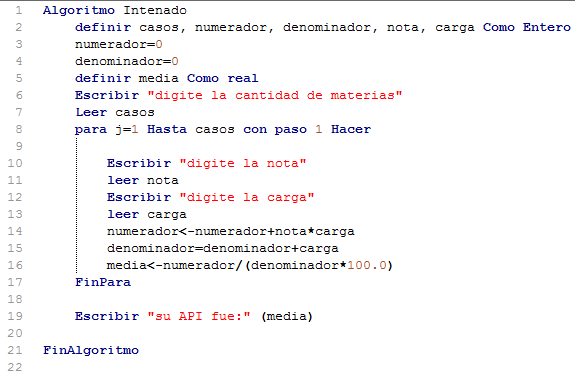 1 Algoritmo Intenado
2 definir casos, numerador, denominador, nota, carga Como Entero
3 numerador=0
4 denominador=0
5 definir media Como real
6 Escribir "digite la cantidad de materias"
7 Leer casos
8 para j=1 Hasta casos con paso 1 Hacer
9
10 Escribir "digite la nota"
11 leer nota
12 Escribir "digite la carga"
13 leer carga
14 numerador<-numerador+nota*carga
15 denominador=denominador+carga
16 media<-numerador/(denominador*100.0)
17 FinPara
18
19 Escribir "su API fue:" (media)
20
21 FinAlgoritmo
22